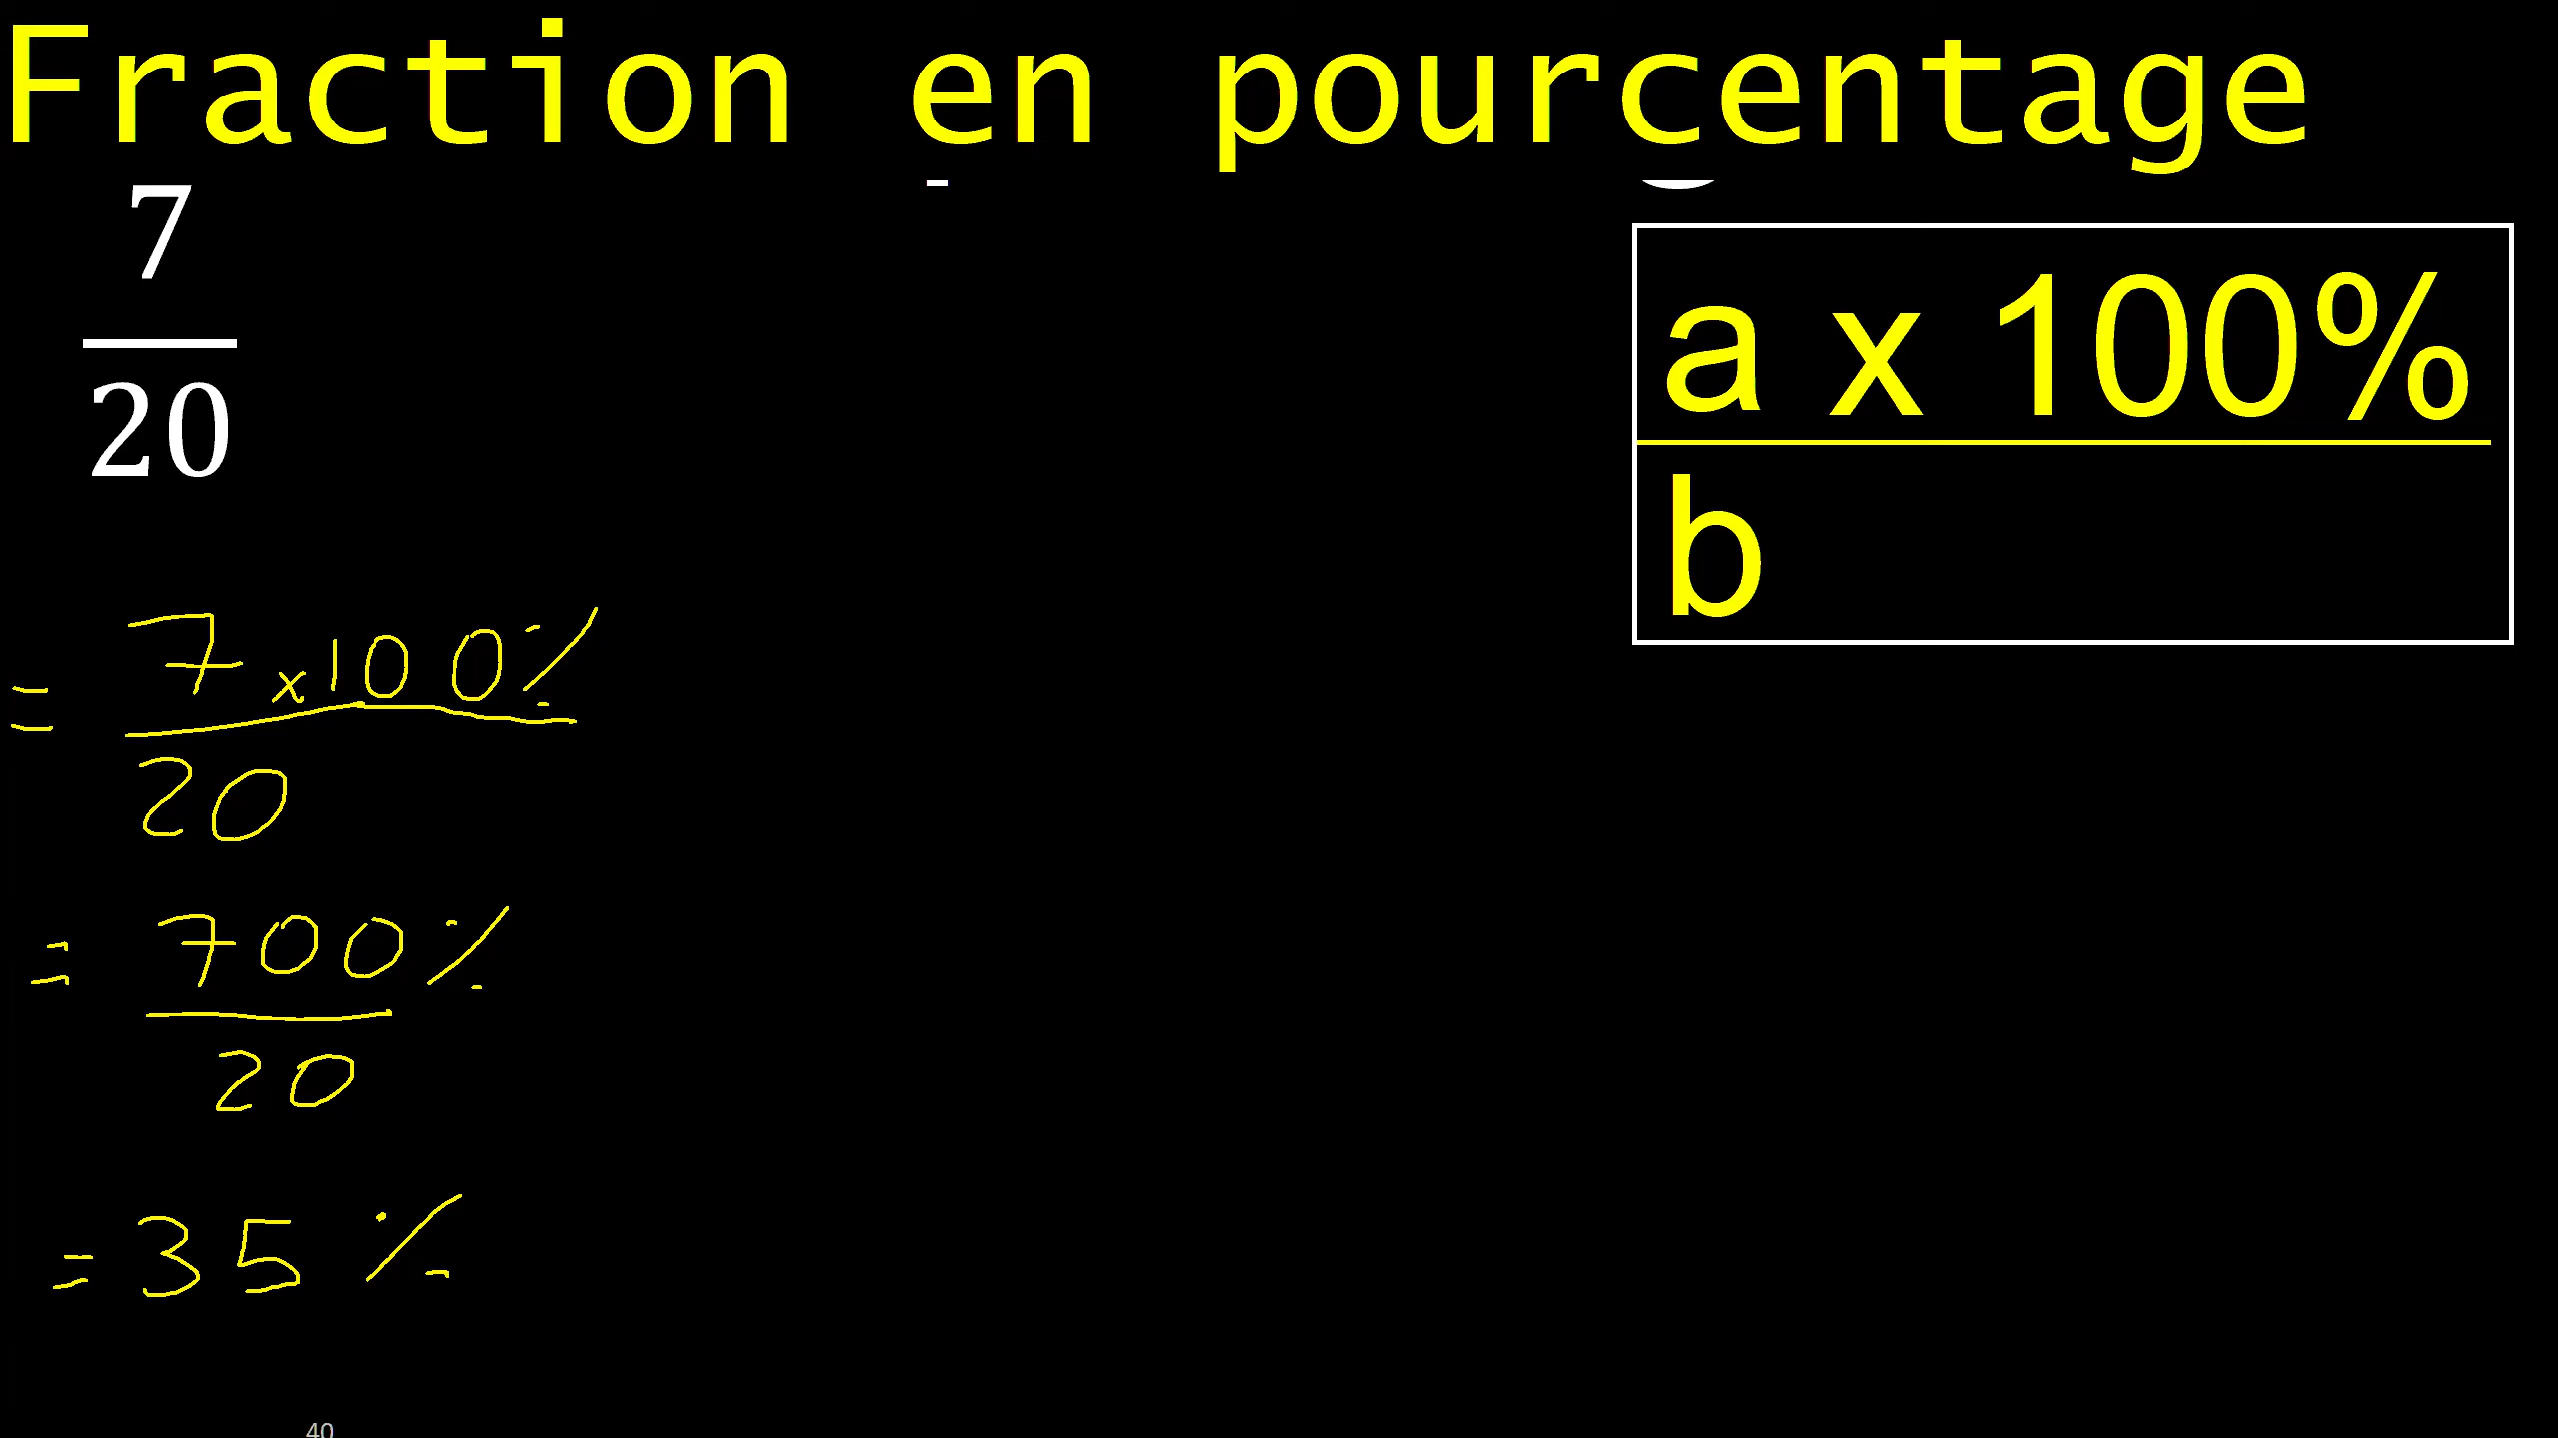 Fraction en pourcentage
7
20
a x 100%
b
= 7 x 100%
20
= 700%
20
= 35 %
40